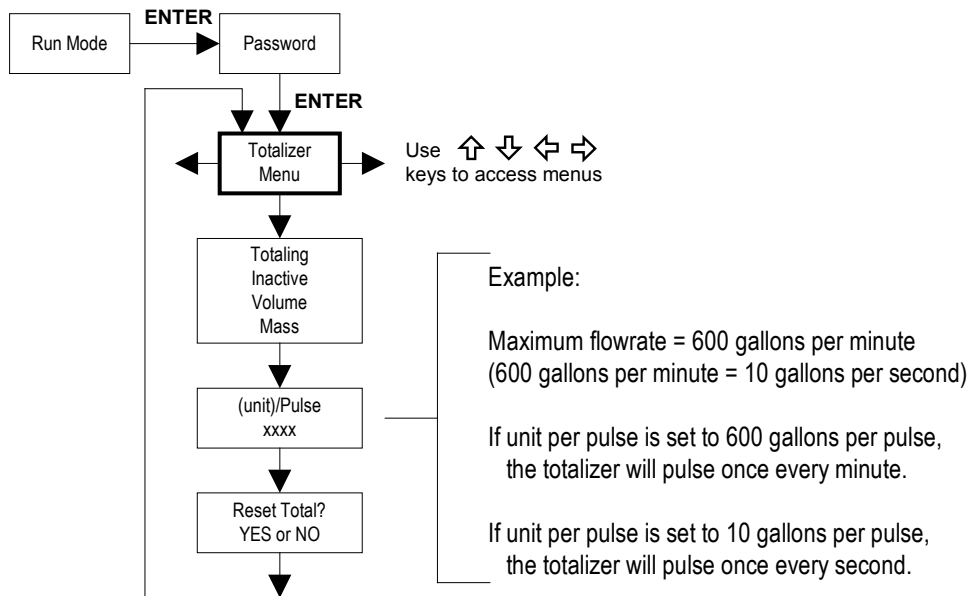 ENTER
Run Mode
Password
ENTER
Totalizer
Menu
Use
keys to access menus
Totaling
Inactive
Volume
Mass
(unit)/Pulse
xxxx
Reset Total?
YES or NO
Example:
Maximum flowrate = 600 gallons per minute
(600 gallons per minute = 10 gallons per second)
If unit per pulse is set to 600 gallons per pulse,
the totalizer will pulse once every minute.
If unit per pulse is set to 10 gallons per pulse,
the totalizer will pulse once every second.